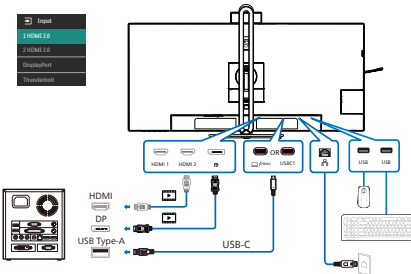 Input
1 HDMI 2.0
2 HDMI 2.0
DisplayPort
Thunderbolt
HDMI 1
HDMI 2
OR
USBC1
USB
USB
HDMI
DP
USB Type-A
USB-C